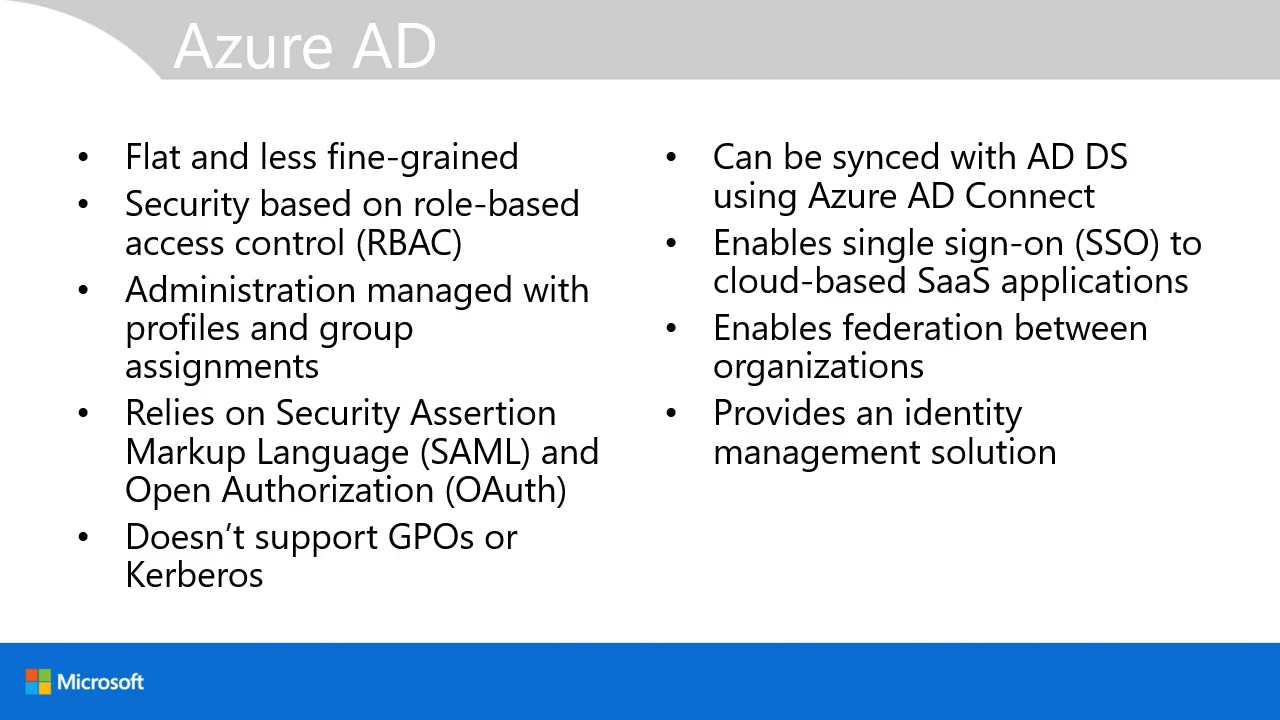 Azure AD
• Flat and less fine-grained
• Security based on role-based
access control (RBAC)
• Administration managed with
profiles and group
assignments
• Relies on Security Assertion
Markup Language (SAML) and
Open Authorization (OAuth)
• Doesn’t support GPOs or
Kerberos
• Can be synced with AD DS
using Azure AD Connect
• Enables single sign-on (SSO) to
cloud-based SaaS applications
• Enables federation between
organizations
• Provides an identity
management solution
Microsoft